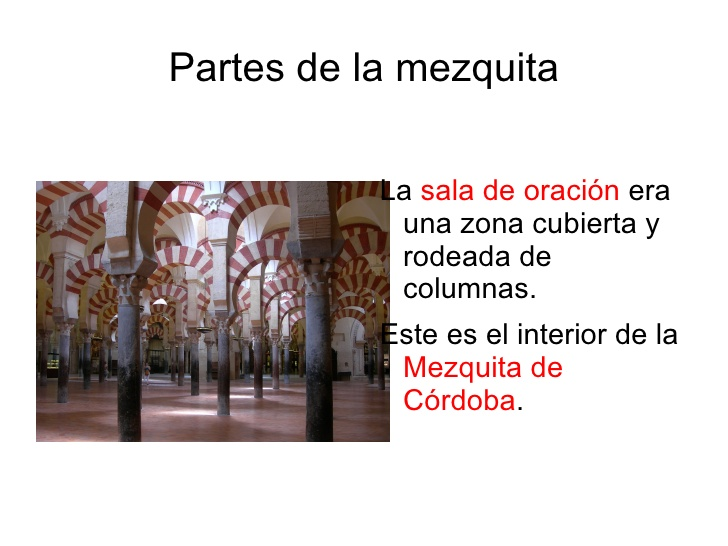 Partes de la mezquita
La sala de oración era
una zona cubierta y
rodeada de
columnas.
Este es el interior de la
Mezquita de
Córdoba.